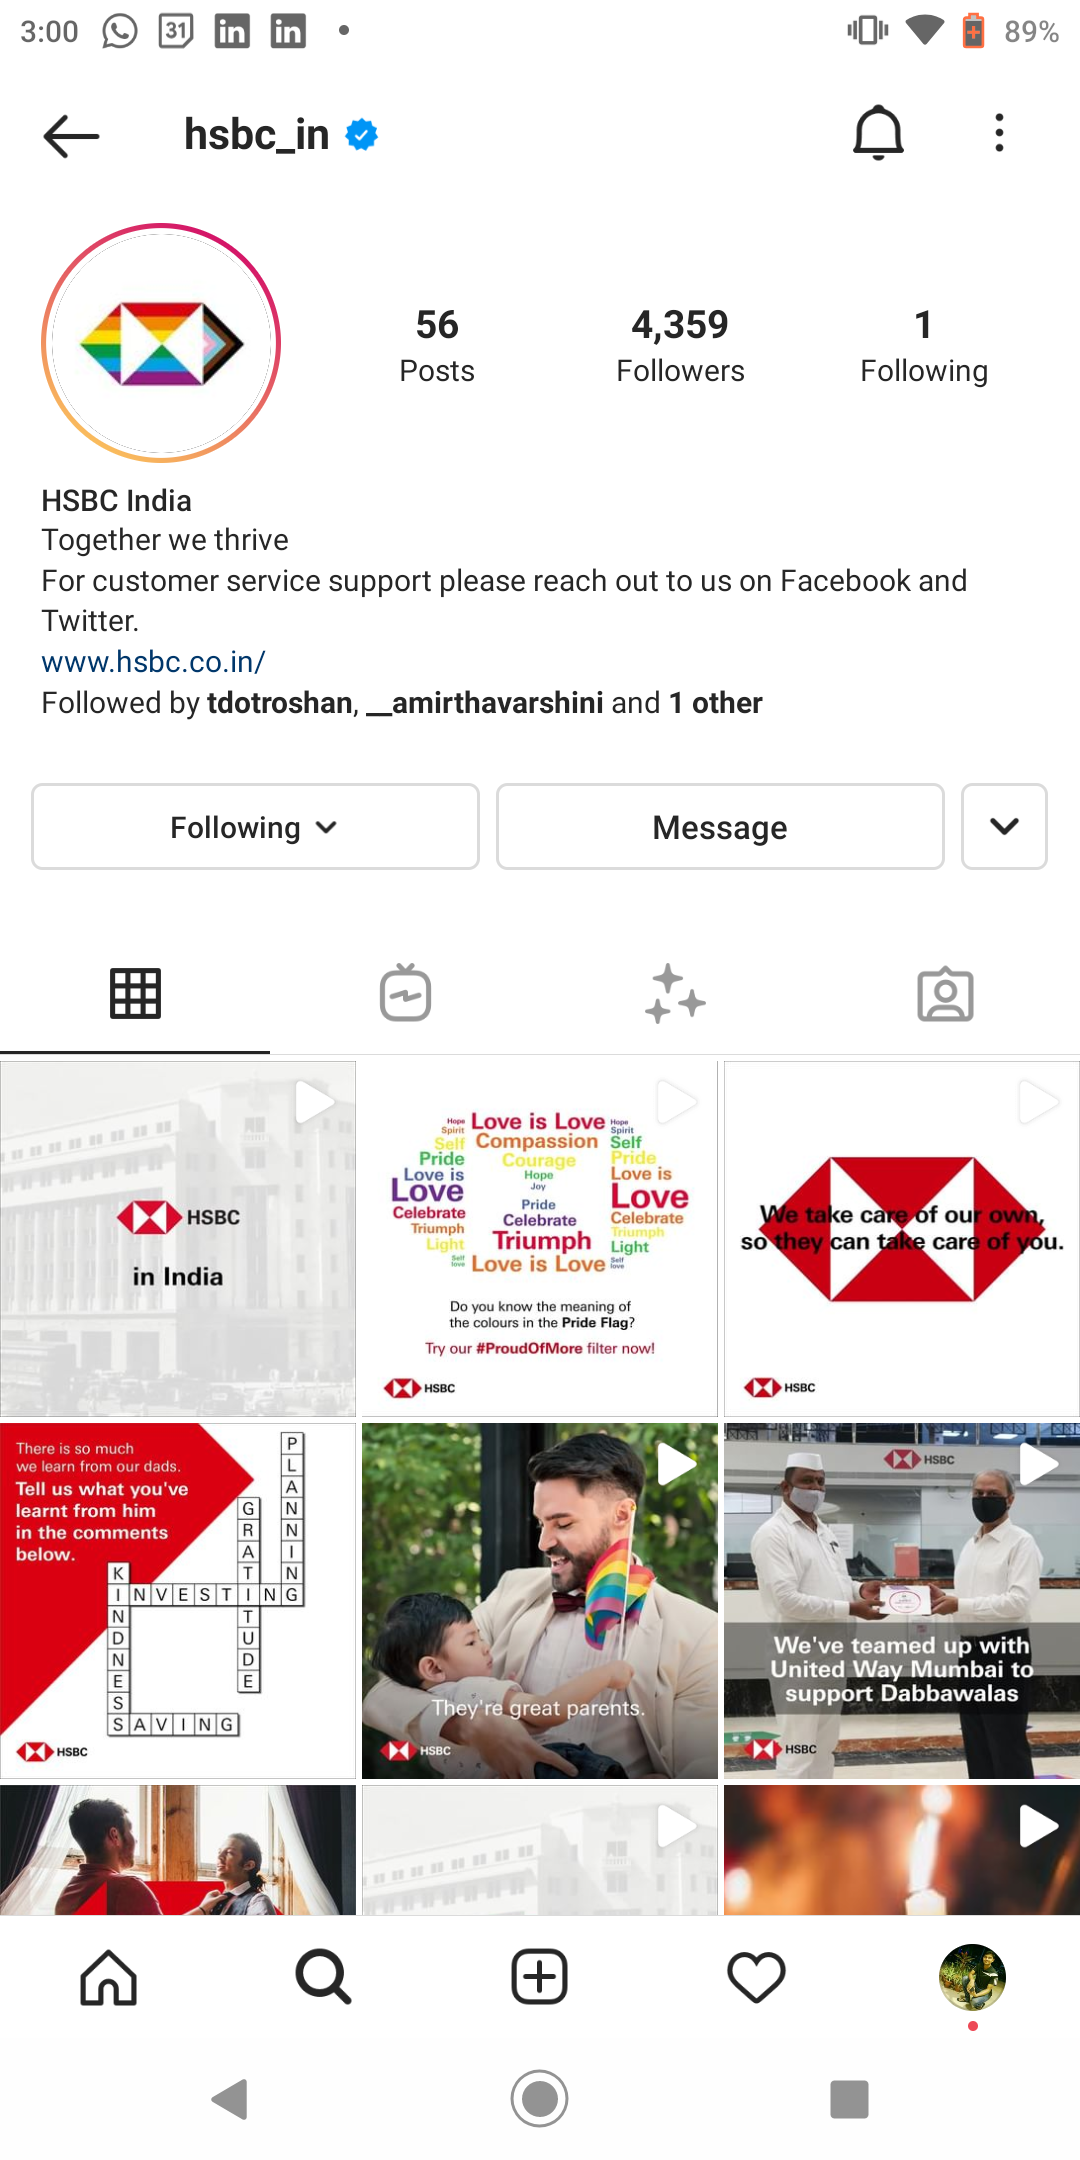 3:00
31
89%
hsbc_in
56
Posts
4,359
Followers
1
Following
HSBC India
Together we thrive
For customer service support please reach out to us on Facebook and
Twitter.
www.hsbc.co.in/
Followed by tdotroshan, __amirthavarshini and 1 other
Following
Message
HSBC
in India
Hope Love is Love Hope
Spirit Compassion Spirit
Self Courage Self
Pride Hope Pride
Love is Joy Love is
Love Pride Love
Celebrate Celebrate Celebrate
Triumph Triumph Triumph
Light Light
Self love Love is Love Self love
Do you know the meaning of
the colours in the Pride Flag?
Try our #ProudOfMore filter now!
HSBC
We take care of our own,
so they can take care of you.
HSBC
There is so much
we learn from our dads.
Tell us what you've
learnt from him
in the comments
below.
PLANNING
GRATITUDE
KINDNESS
INVESTING
SAVING
HSBC
They're great parents.
HSBC
HSBC
We've teamed up with
United Way Mumbai to
support Dabbawalas
HSBC